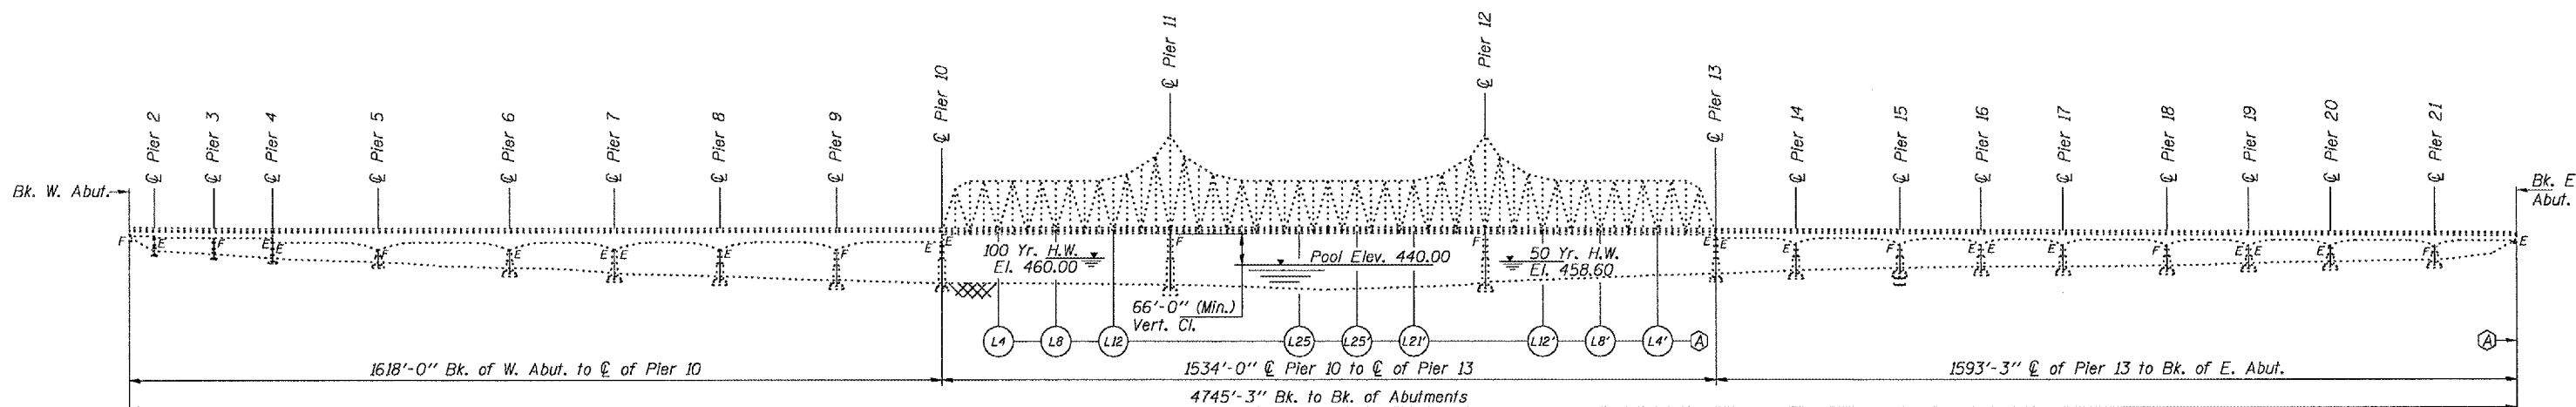 ℄ Pier 2
℄ Pier 3
℄ Pier 4
℄ Pier 5
℄ Pier 6
℄ Pier 7
℄ Pier 8
℄ Pier 9
℄ Pier 10
℄ Pier 11
℄ Pier 12
℄ Pier 13
℄ Pier 14
℄ Pier 15
℄ Pier 16
℄ Pier 17
℄ Pier 18
℄ Pier 19
℄ Pier 20
℄ Pier 21
Bk. W. Abut.
Bk. E
Abut.
F E F E E F E E E F E E F F E E F E E E E F E E E F E
100 Yr. H.W.
El. 460.00
Pool Elev. 440.00
50 Yr. H.W.
El. 458.60
66'-0" (Min.)
Vert. Cl.
L4 L8 L12 L25 L25' L21' L12' L8' L4' A A
1618'-0" Bk. of W. Abut. to ℄ of Pier 10
1534'-0" ℄ Pier 10 to ℄ of Pier 13
1593'-3" ℄ of Pier 13 to Bk. of E. Abut.
4745'-3" Bk. to Bk. of Abutments